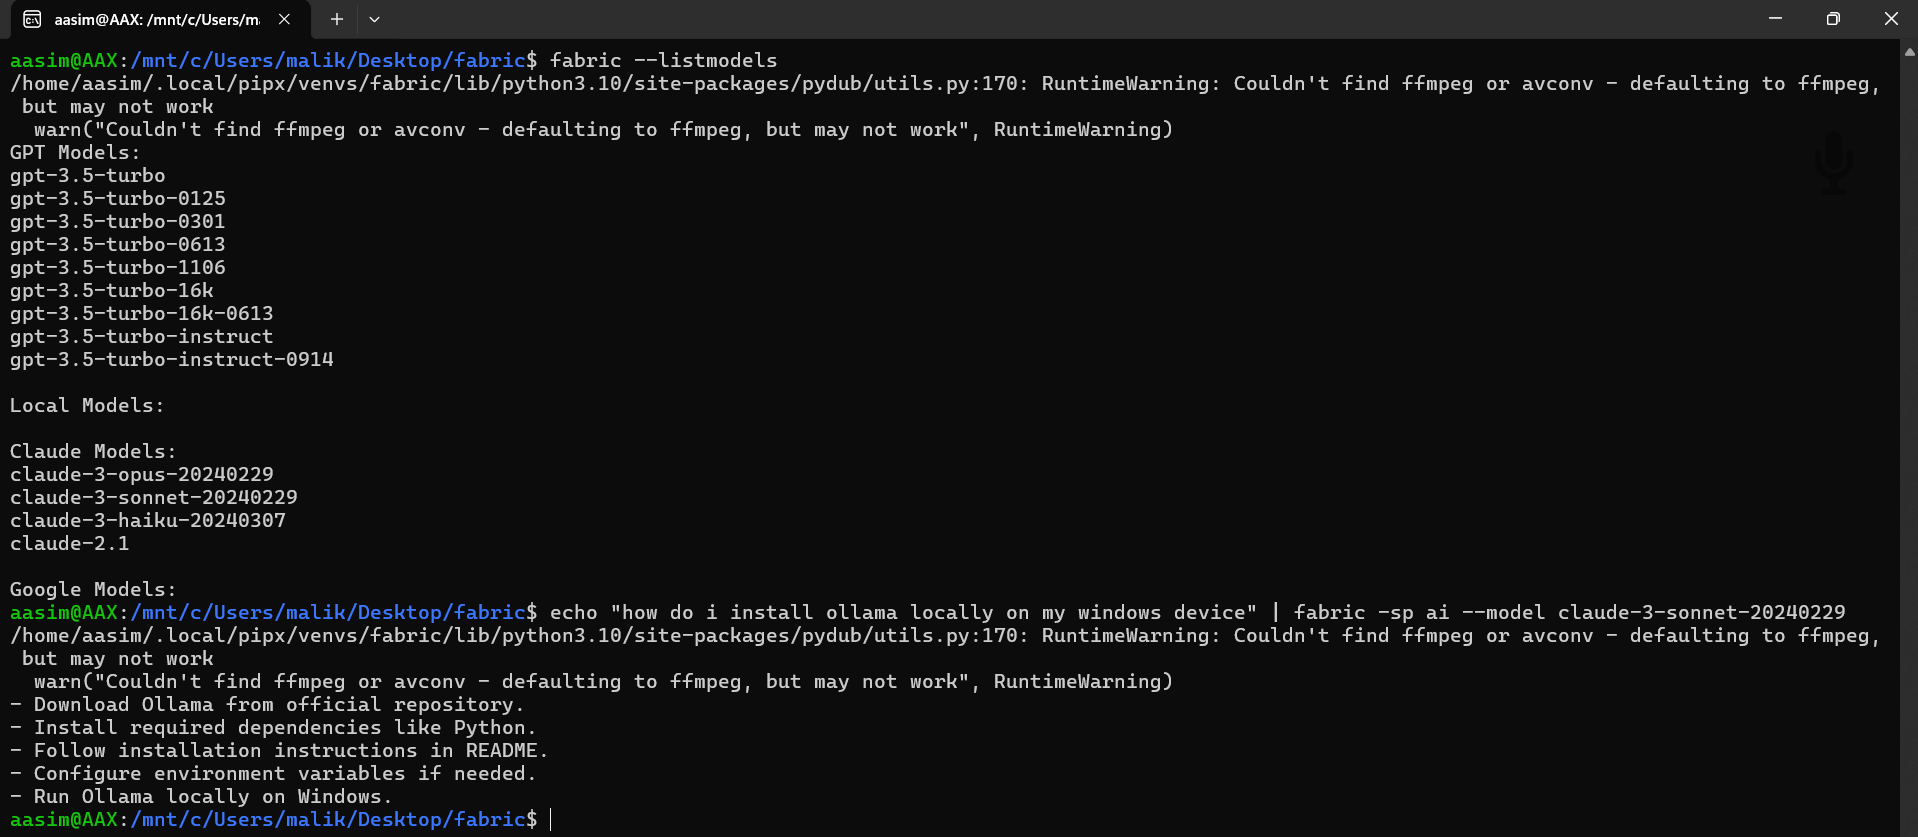 aasim@AAX: /mnt/c/Users/ma
aasim@AAX:/mnt/c/Users/malik/Desktop/fabric$ fabric --listmodels
/home/aasim/.local/pipx/venvs/fabric/lib/python3.10/site-packages/pydub/utils.py:170: RuntimeWarning: Couldn't find ffmpeg or avconv - defaulting to ffmpeg,
 but may not work
  warn("Couldn't find ffmpeg or avconv - defaulting to ffmpeg, but may not work", RuntimeWarning)
GPT Models:
gpt-3.5-turbo
gpt-3.5-turbo-0125
gpt-3.5-turbo-0301
gpt-3.5-turbo-0613
gpt-3.5-turbo-1106
gpt-3.5-turbo-16k
gpt-3.5-turbo-16k-0613
gpt-3.5-turbo-instruct
gpt-3.5-turbo-instruct-0914
Local Models:
Claude Models:
claude-3-opus-20240229
claude-3-sonnet-20240229
claude-3-haiku-20240307
claude-2.1
Google Models:
aasim@AAX:/mnt/c/Users/malik/Desktop/fabric$ echo "how do i install ollama locally on my windows device" | fabric -sp ai --model claude-3-sonnet-20240229
/home/aasim/.local/pipx/venvs/fabric/lib/python3.10/site-packages/pydub/utils.py:170: RuntimeWarning: Couldn't find ffmpeg or avconv - defaulting to ffmpeg,
 but may not work
  warn("Couldn't find ffmpeg or avconv - defaulting to ffmpeg, but may not work", RuntimeWarning)
- Download Ollama from official repository.
- Install required dependencies like Python.
- Follow installation instructions in README.
- Configure environment variables if needed.
- Run Ollama locally on Windows.
aasim@AAX:/mnt/c/Users/malik/Desktop/fabric$